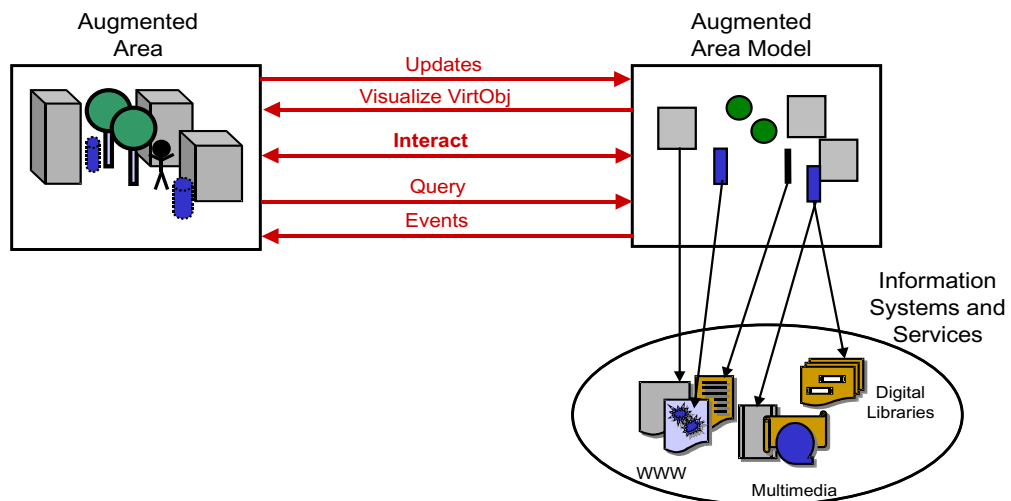 Augmented
Area
Augmented
Area Model
Updates
Visualize VirtObj
Interact
Query
Events
Information
Systems and
Services
Digital
Libraries
WWW
Multimedia